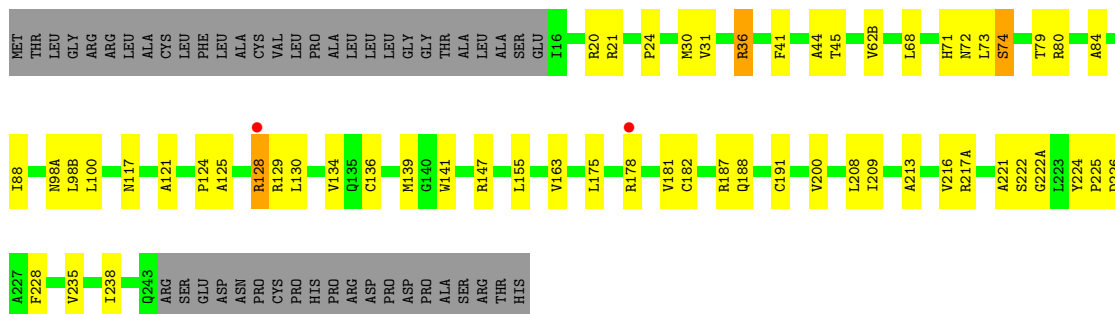 MET THR LEU GLY ARG ARG LEU ALA CYS LEU PHE LEU ALA CYS VAL LEU PRO ALA LEU LEU LEU GLY GLY THR ALA LEU ALA SER GLU I16 R20 R21 P24 M30 V31 R36 F41 A44 T45 V62B L68 H71 N72 L73 S74 T79 R80 A84
I88 N98A L98B L100 N117 A121 P124 A125 R128 R129 L130 V134 Q135 C136 M139 G140 W141 R147 L155 V163 L175 R178 V181 C182 R187 Q188 C191 V200 L208 I209 A213 V216 R217A A221 S222 G222A L223 Y224 P225
A227 F228 V235 I238 Q243 ARG SER GLU ASP ASN PRO CYS PRO HIS PRO ARG ASP PRO ASP PRO ALA SER ARG THR HIS